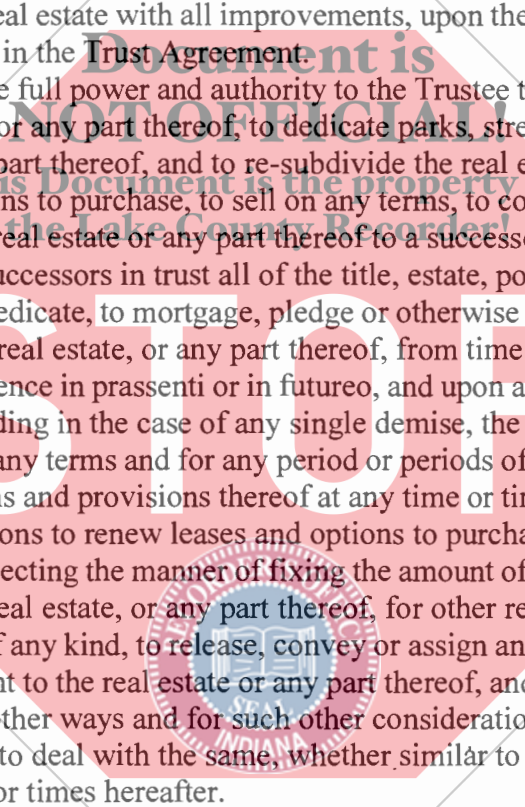 eal estate with all improvements, upon the
in the Trust Agreement.
Document is
e full power and authority to the Trustee t
NOT OFFICIAL!
or any part thereof, to dedicate parks, stre
part thereof, and to re-subdivide the real e
is Document is the property
ns to purchase, to sell on any terms, to co
the Lake County Recorder!
real estate or any part thereof to a successo
uccessors in trust all of the title, estate, po
edicate, to mortgage, pledge or otherwise
real estate, or any part thereof, from time
ence in prassenti or in futureo, and upon a
STOP
ding in the case of any single demise, the
any terms and for any period or periods of
ns and provisions thereof at any time or tin
ons to renew leases and options to purcha
ecting the manner of fixing the amount of
eal estate, or any part thereof, for other re
f any kind, to release, convey or assign an
nt to the real estate or any part thereof, and
ther ways and for such other consideratio
to deal with the same, whether similar to
or times hereafter.
SEAL
INDIANA